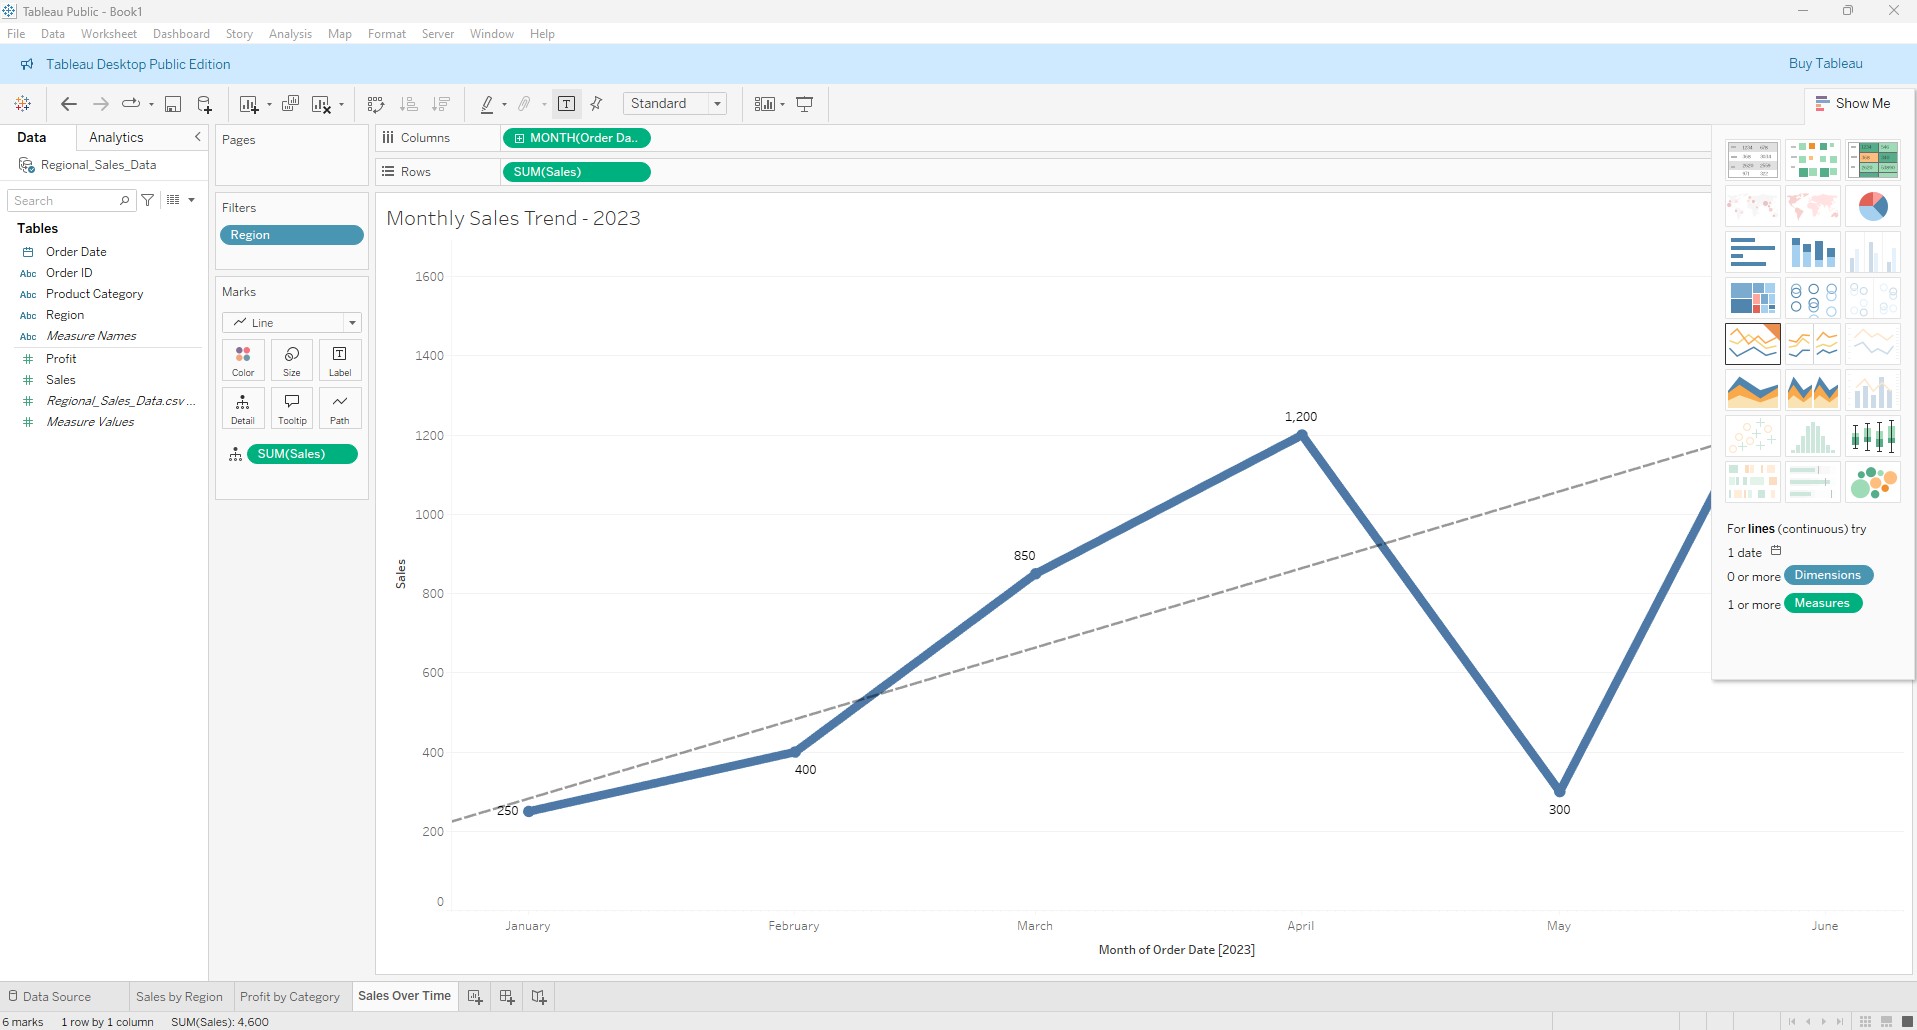 Tableau Public - Book1
File Data Worksheet Dashboard Story Analysis Map Format Server Window Help
Tableau Desktop Public Edition
Buy Tableau
Standard
Show Me
Data Analytics
Regional_Sales_Data
Search
Tables
Order Date
Abc Order ID
Abc Product Category
Abc Region
Abc Measure Names
Profit
Sales
Regional_Sales_Data.csv ...
Measure Values
Pages
Filters
Region
Marks
Line
Color Size Label
Detail Tooltip Path
SUM(Sales)
Columns MONTH(Order Da..
Rows SUM(Sales)
Monthly Sales Trend - 2023
Sales
1600
1400
1200
1000
800
600
400
200
0
250
400
850
1,200
300
January February March April May June
Month of Order Date [2023]
For lines (continuous) try
1 date
0 or more Dimensions
1 or more Measures
Data Source Sales by Region Profit by Category Sales Over Time
6 marks 1 row by 1 column SUM(Sales): 4,600